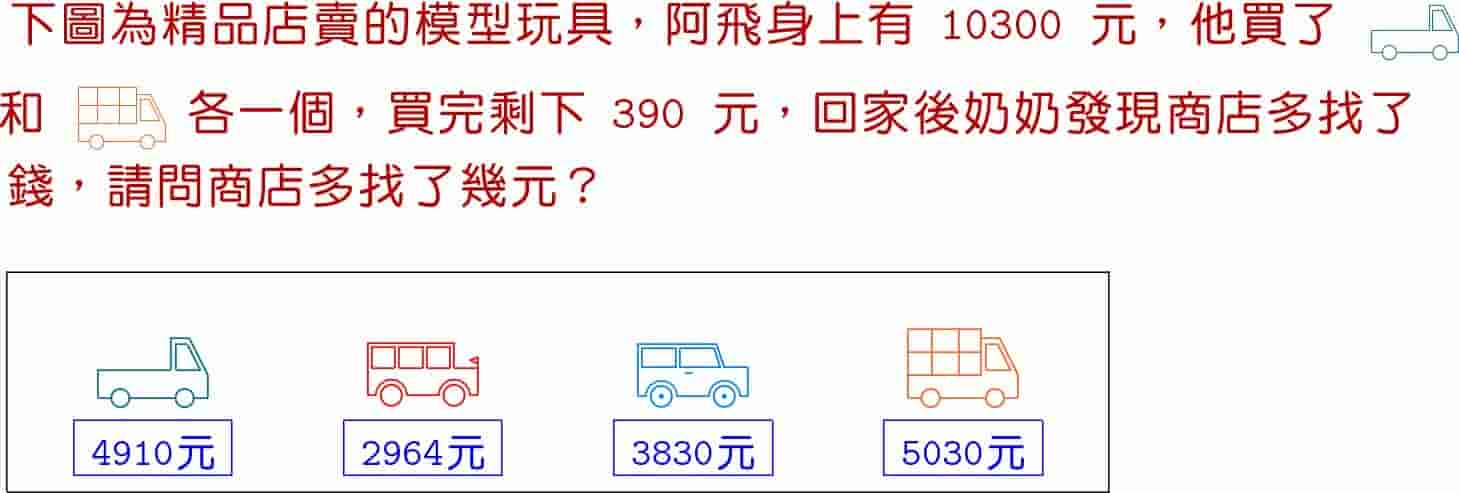 下圖為精品店賣的模型玩具，阿飛身上有 10300 元，他買了
和 各一個，買完剩下 390 元，回家後奶奶發現商店多找了
錢，請問商店多找了幾元？
4910元 2964元 3830元 5030元